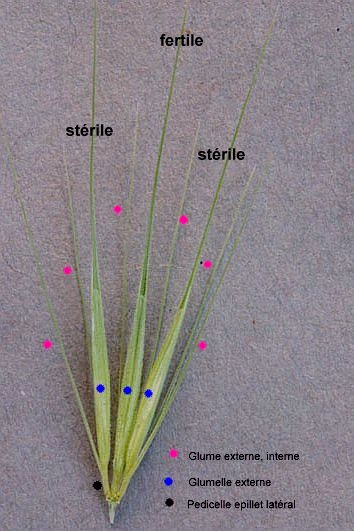 fertile
stérile
stérile
Glume externe, interne
Glumelle externe
Pedicelle epillet latéral